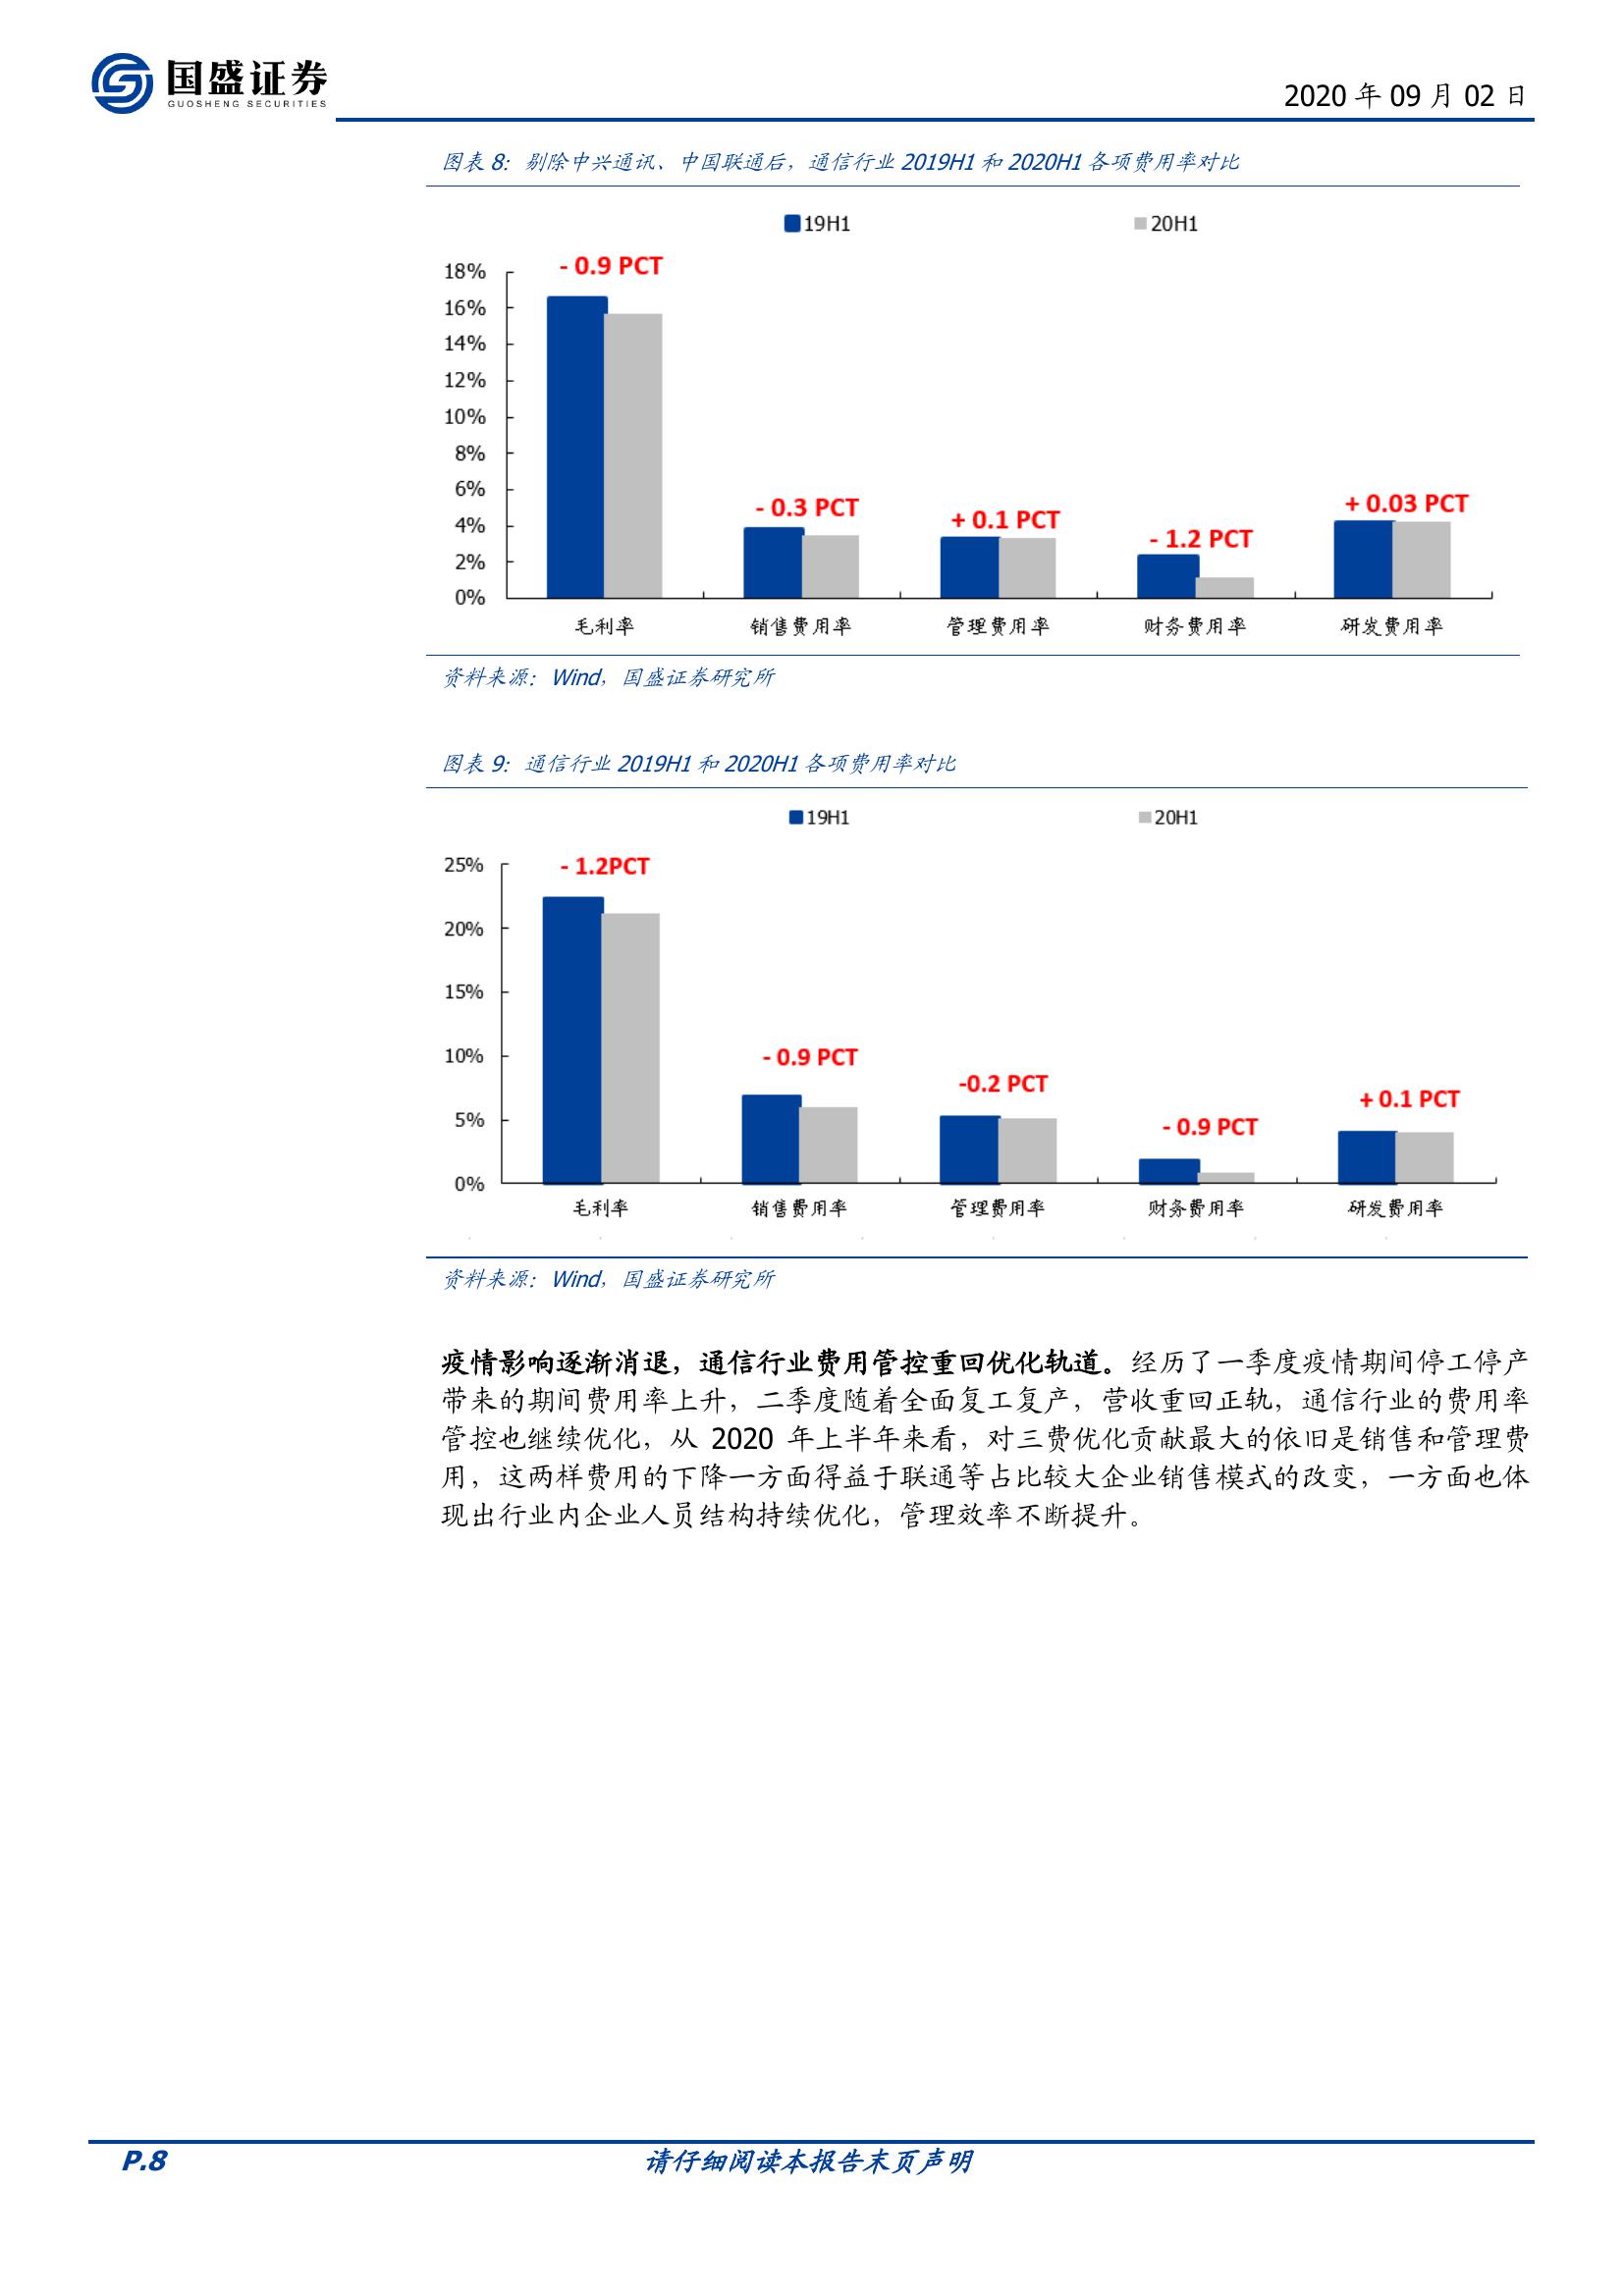 国盛证券
GUOSHENG SECURITIES
2020 年 09 月 02 日
图表 8：剔除中兴通讯、中国联通后，通信行业 2019H1 和 2020H1 各项费用率对比
19H1 20H1
18%
16%
14%
12%
10%
8%
6%
4%
2%
0%
- 0.9 PCT
- 0.3 PCT
+ 0.1 PCT
- 1.2 PCT
+ 0.03 PCT
毛利率 销售费用率 管理费用率 财务费用率 研发费用率
资料来源：Wind，国盛证券研究所
图表 9：通信行业 2019H1 和 2020H1 各项费用率对比
19H1 20H1
25%
20%
15%
10%
5%
0%
- 1.2PCT
- 0.9 PCT
-0.2 PCT
- 0.9 PCT
+ 0.1 PCT
毛利率 销售费用率 管理费用率 财务费用率 研发费用率
资料来源：Wind，国盛证券研究所
疫情影响逐渐消退，通信行业费用管控重回优化轨道。经历了一季度疫情期间停工停产
带来的期间费用率上升，二季度随着全面复工复产，营收重回正轨，通信行业的费用率
管控也继续优化，从 2020 年上半年来看，对三费优化贡献最大的依旧是销售和管理费
用，这两样费用的下降一方面得益于联通等占比较大企业销售模式的改变，一方面也体
现出行业内企业人员结构持续优化，管理效率不断提升。
P.8 请仔细阅读本报告末页声明